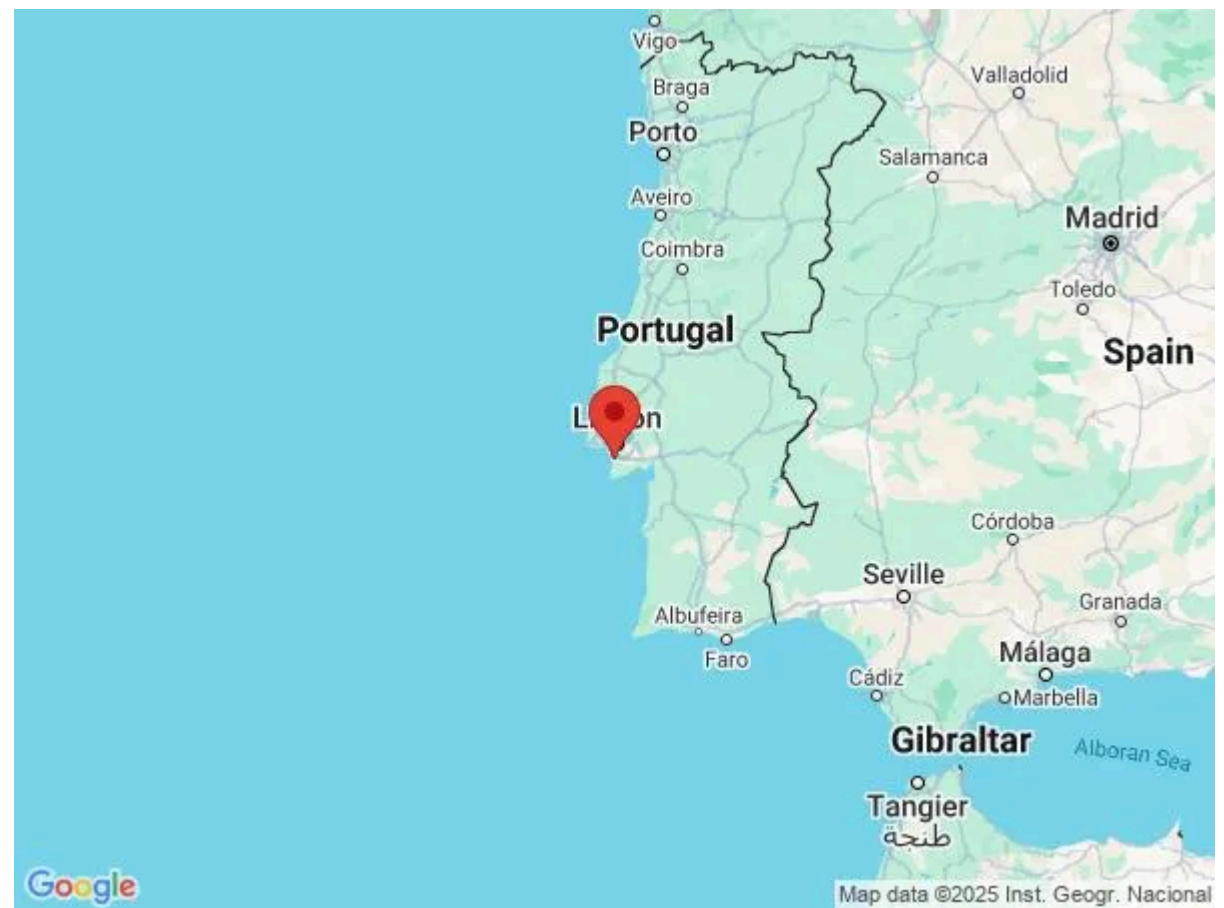 Vigo
Braga
Valladolid
Porto
Salamanca
Aveiro
Madrid
Coimbra
Toledo
Portugal
Spain
Córdoba
Seville
Granada
Albufeira
Málaga
Faro
Cádiz
Marbella
Gibraltar
Alboran Sea
Tangier
طنجة
Google
Map data ©2025 Inst. Geogr. Nacional